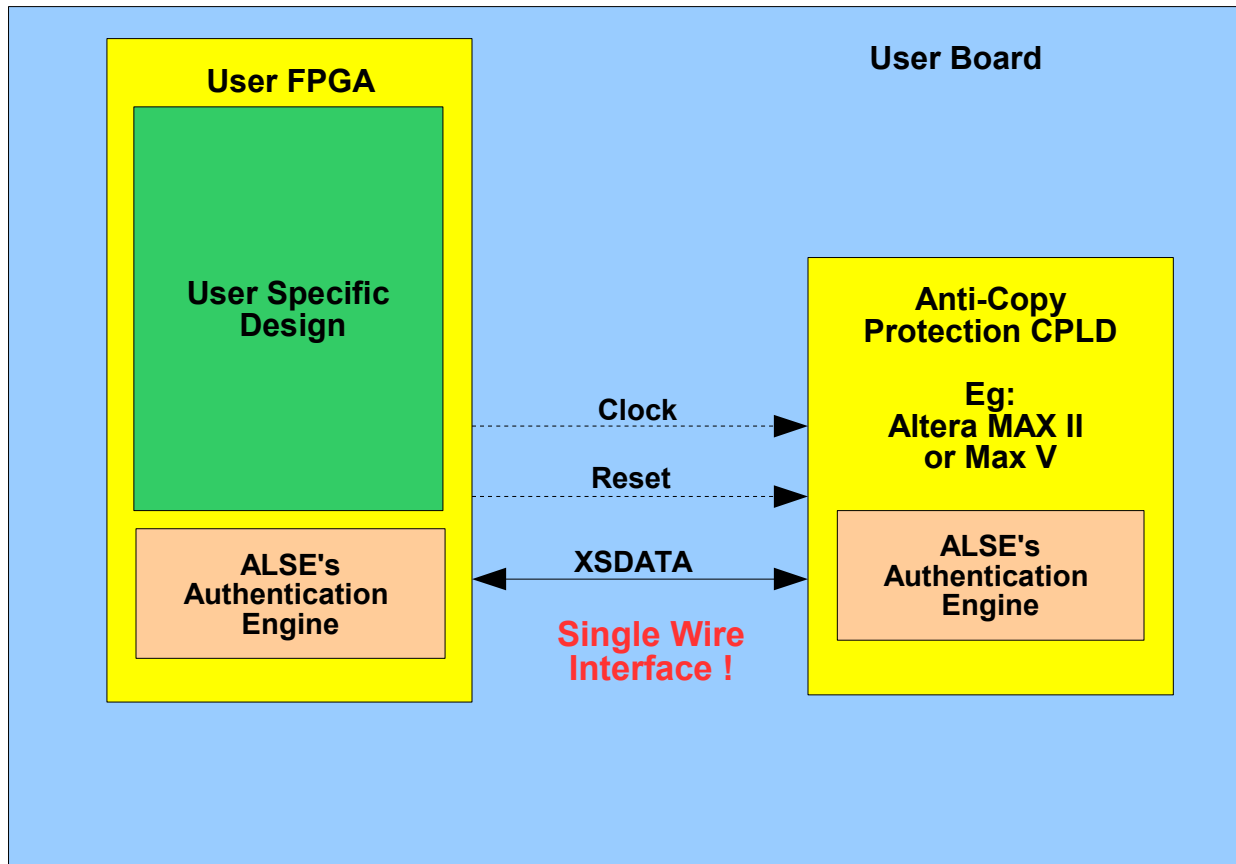 User Board
User FPGA
User Specific
Design
Anti-Copy
Protection CPLD
Eg:
Altera MAX II
or Max V
Clock
Reset
XSDATA
ALSE's
Authentication
Engine
ALSE's
Authentication
Engine
Single Wire
Interface !